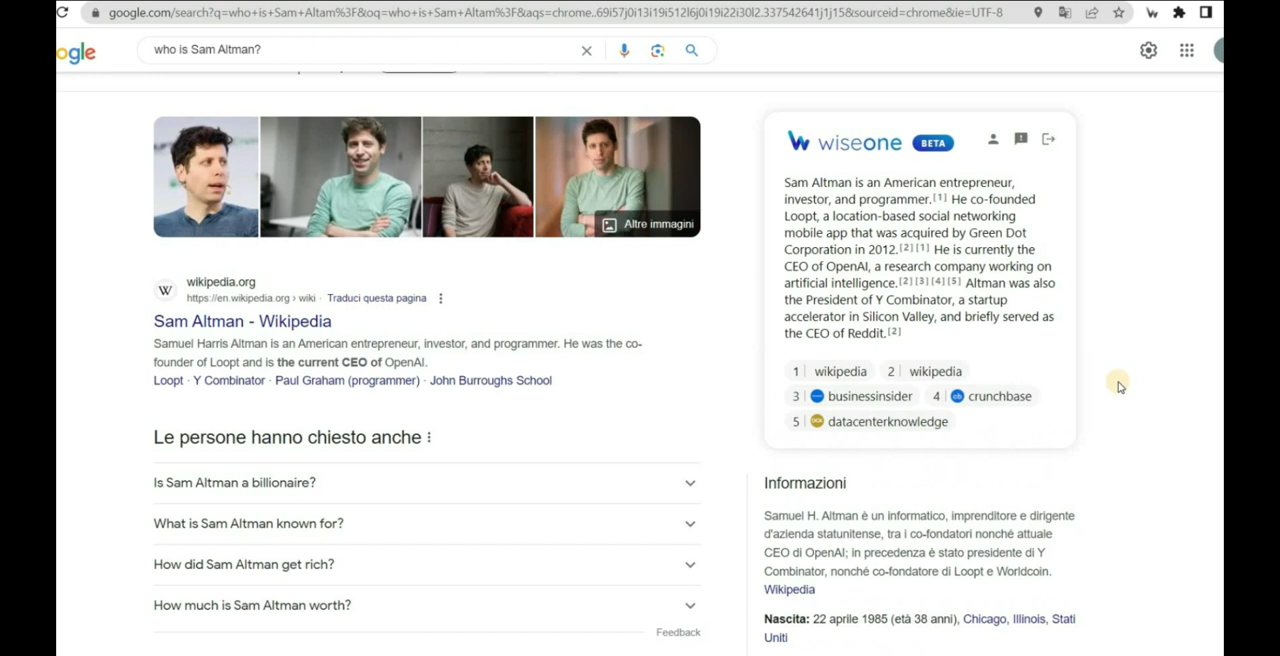 google.com/search?q=who+is+Sam+Altam%3F&oq=who+is+Sam+Altam%3F&aqs=chrome..69i57j0i13i19i512l6j0i19i22i30l2.337542641j1j15&sourceid=chrome&ie=UTF-8
ogle
who is Sam Altman?
Altre immagini
wikipedia.org
https://en.wikipedia.org › wiki · Traduci questa pagina
Sam Altman - Wikipedia
Samuel Harris Altman is an American entrepreneur, investor, and programmer. He was the co-
founder of Loopt and is the current CEO of OpenAI.
Loopt · Y Combinator · Paul Graham (programmer) · John Burroughs School
Le persone hanno chiesto anche
Is Sam Altman a billionaire?
What is Sam Altman known for?
How did Sam Altman get rich?
How much is Sam Altman worth?
Feedback
wiseone BETA
Sam Altman is an American entrepreneur,
investor, and programmer.[1] He co-founded
Loopt, a location-based social networking
mobile app that was acquired by Green Dot
Corporation in 2012.[2][1] He is currently the
CEO of OpenAI, a research company working on
artificial intelligence.[2][3][4][5] Altman was also
the President of Y Combinator, a startup
accelerator in Silicon Valley, and briefly served as
the CEO of Reddit.[2]
1 wikipedia 2 wikipedia
3 businessinsider 4 cb crunchbase
5 DCK datacenterknowledge
Informazioni
Samuel H. Altman è un informatico, imprenditore e dirigente
d'azienda statunitense, tra i co-fondatori nonché attuale
CEO di OpenAI; in precedenza è stato presidente di Y
Combinator, nonché co-fondatore di Loopt e Worldcoin.
Wikipedia
Nascita: 22 aprile 1985 (età 38 anni), Chicago, Illinois, Stati
Uniti